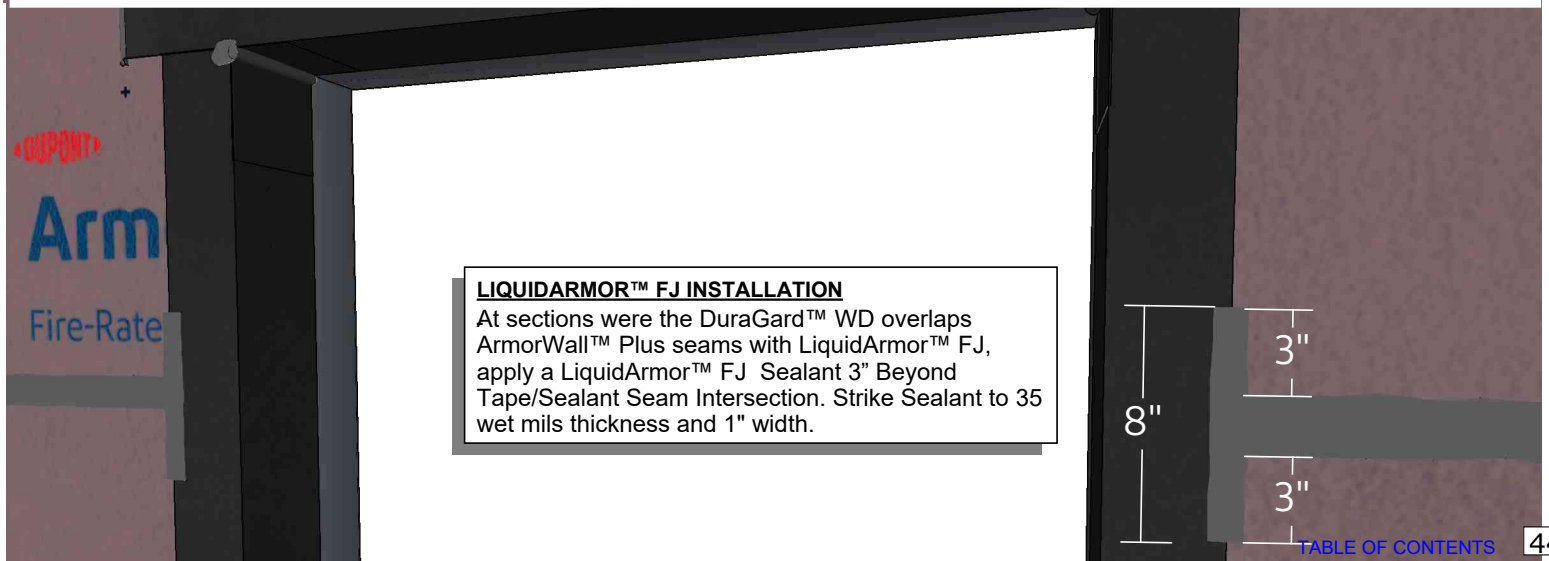 DUPONT
Arm
Fire-Rate
LIQUIDARMOR™ FJ INSTALLATION
At sections were the DuraGard™ WD overlaps
ArmorWall™ Plus seams with LiquidArmor™ FJ,
apply a LiquidArmor™ FJ Sealant 3” Beyond
Tape/Sealant Seam Intersection. Strike Sealant to 35
wet mils thickness and 1" width.
3"
8"
3"
TABLE OF CONTENTS 44